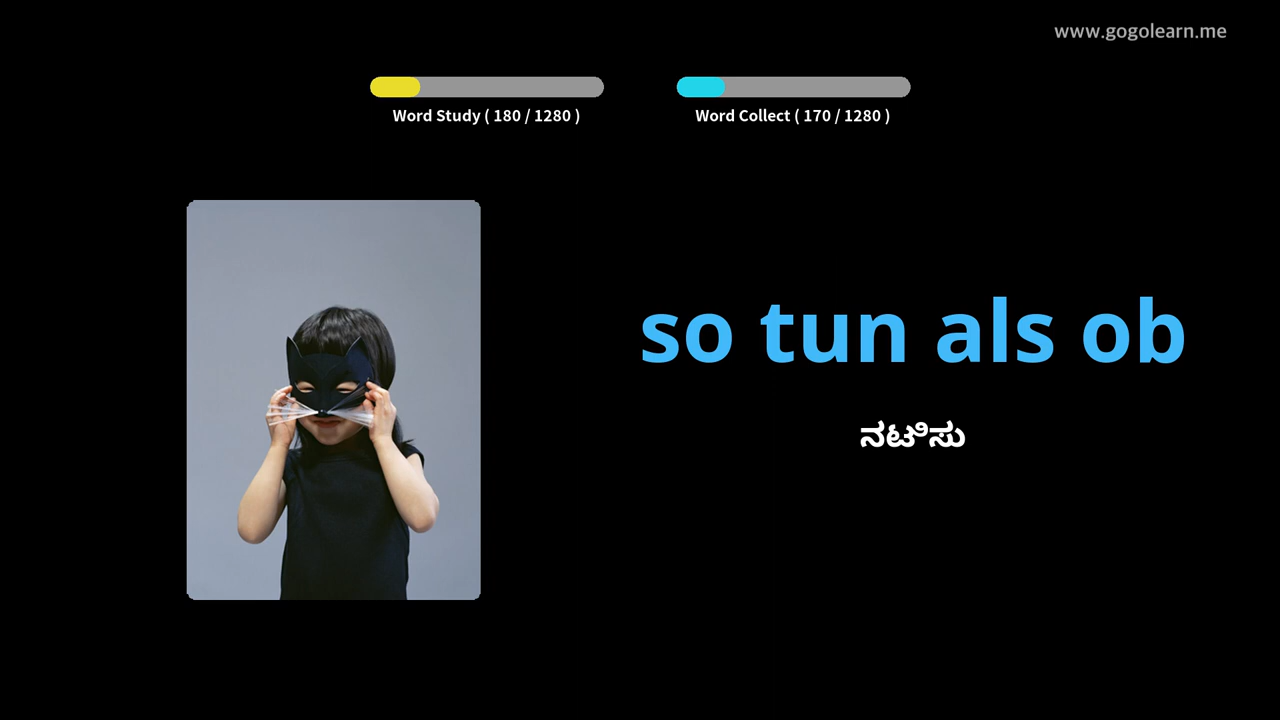 www.gogolearn.me
Word Study ( 180 / 1280 )
Word Collect ( 170 / 1280 )
so tun als ob
ನಟಿಸು